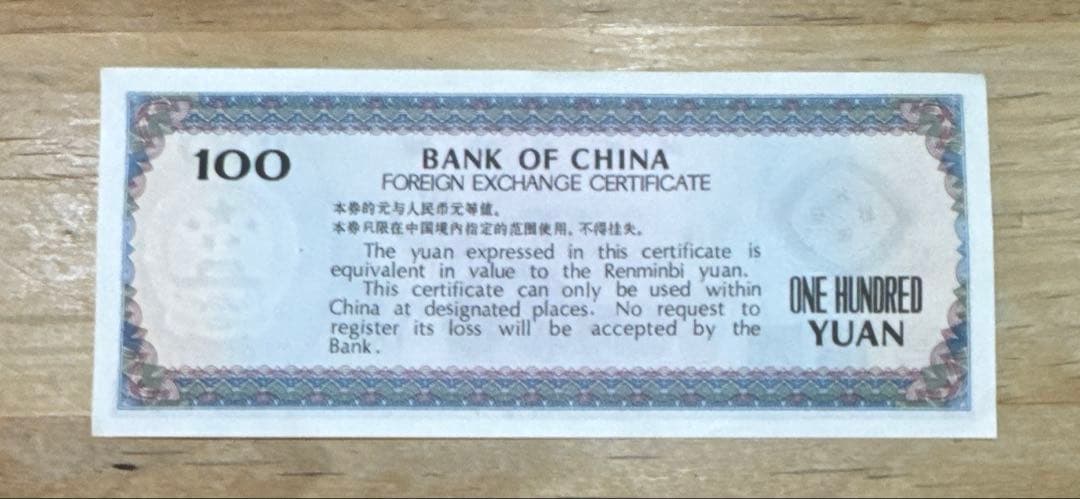 100
BANK OF CHINA
FOREIGN EXCHANGE CERTIFICATE
本券的元与人民币元等值。
本券只限在中国境内指定的范围使用，不得挂失。
The yuan expressed in this certificate is
equivalent in value to the Renminbi yuan.
This certificate can only be used within
China at designated places. No request to
register its loss will be accepted by the
Bank.
ONE HUNDRED
YUAN